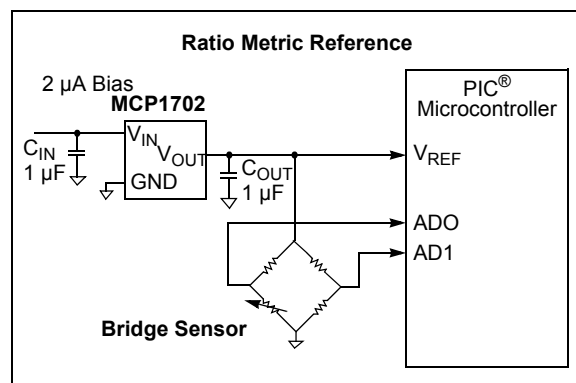 Ratio Metric Reference
2 µA Bias
MCP1702
PIC®
Microcontroller
VIN
VOUT
GND
CIN
1 µF
COUT
1 µF
VREF
ADO
AD1
Bridge Sensor